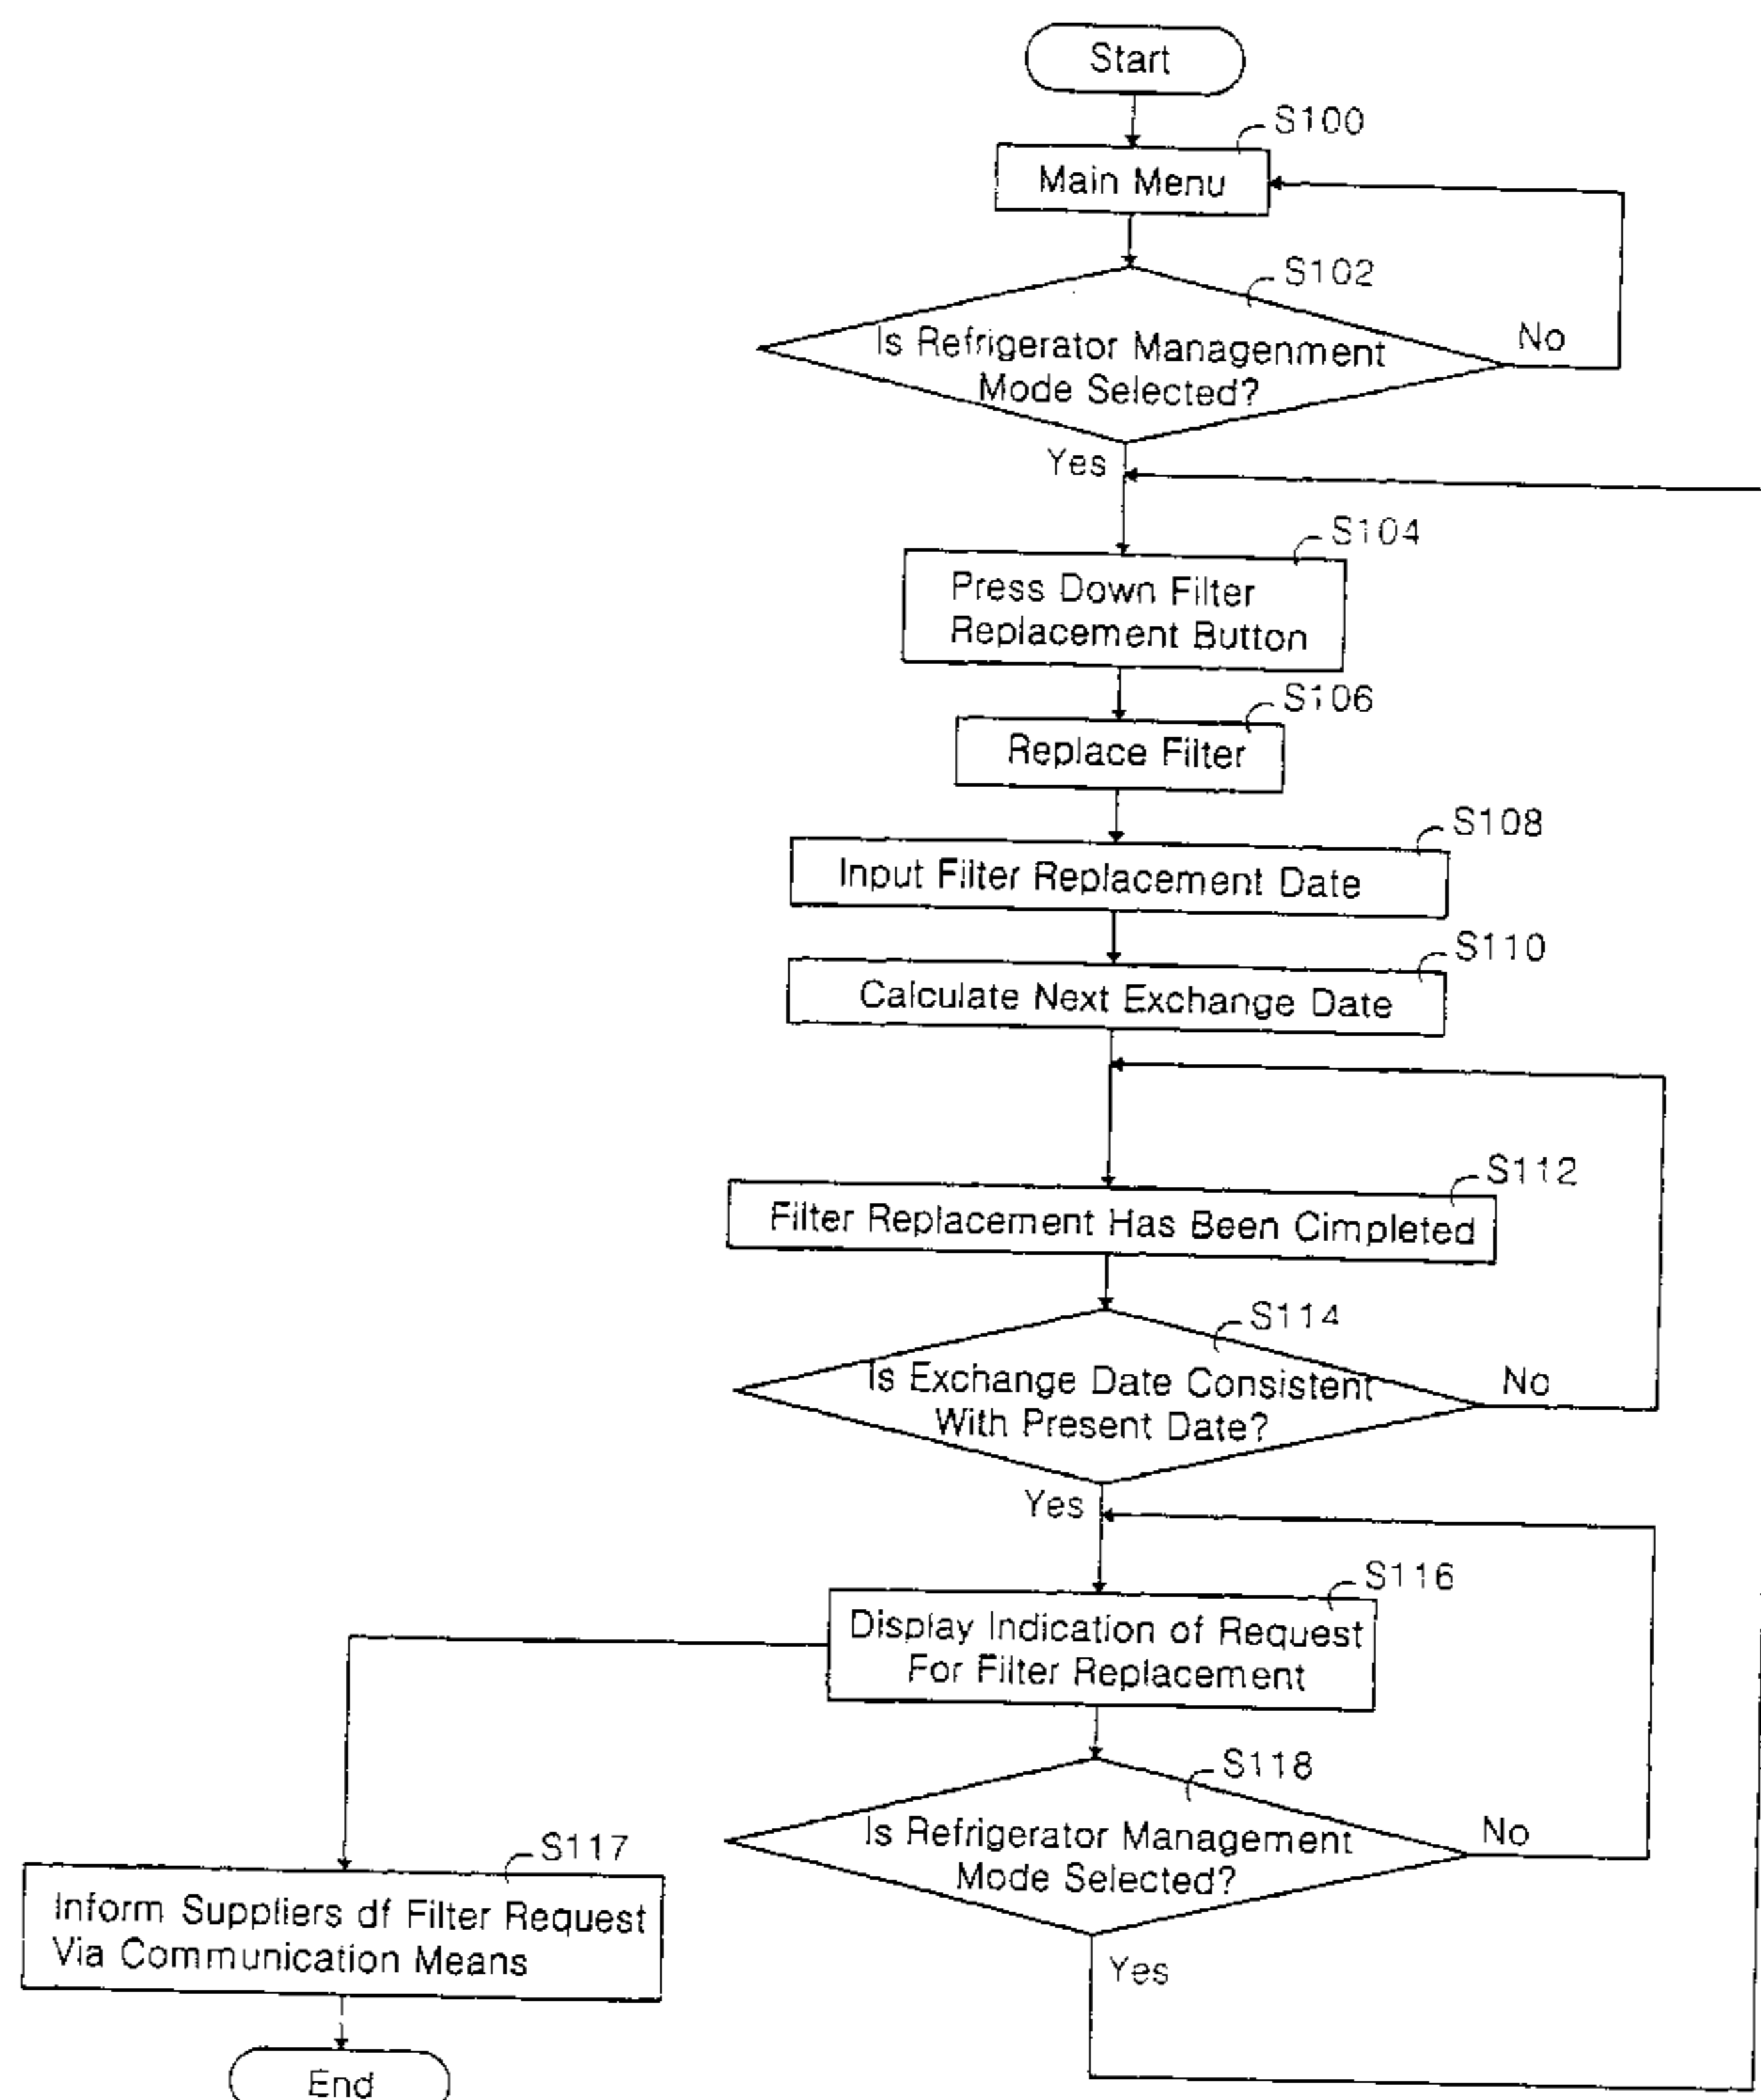 Start
S100
Main Menu
S102
Is Refrigerator Managenment
Mode Selected?
No
Yes
S104
Press Down Filter
Replacement Button
S106
Replace Filter
S108
Input Filter Replacement Date
S110
Calculate Next Exchange Date
S112
Filter Replacement Has Been Cimpleted
S114
Is Exchange Date Consistent
With Present Date?
No
Yes
S116
Display Indication of Request
For Filter Replacement
S118
Is Refrigerator Management
Mode Selected?
No
Yes
S117
Inform Suppliers df Filter Request
Via Communication Means
End